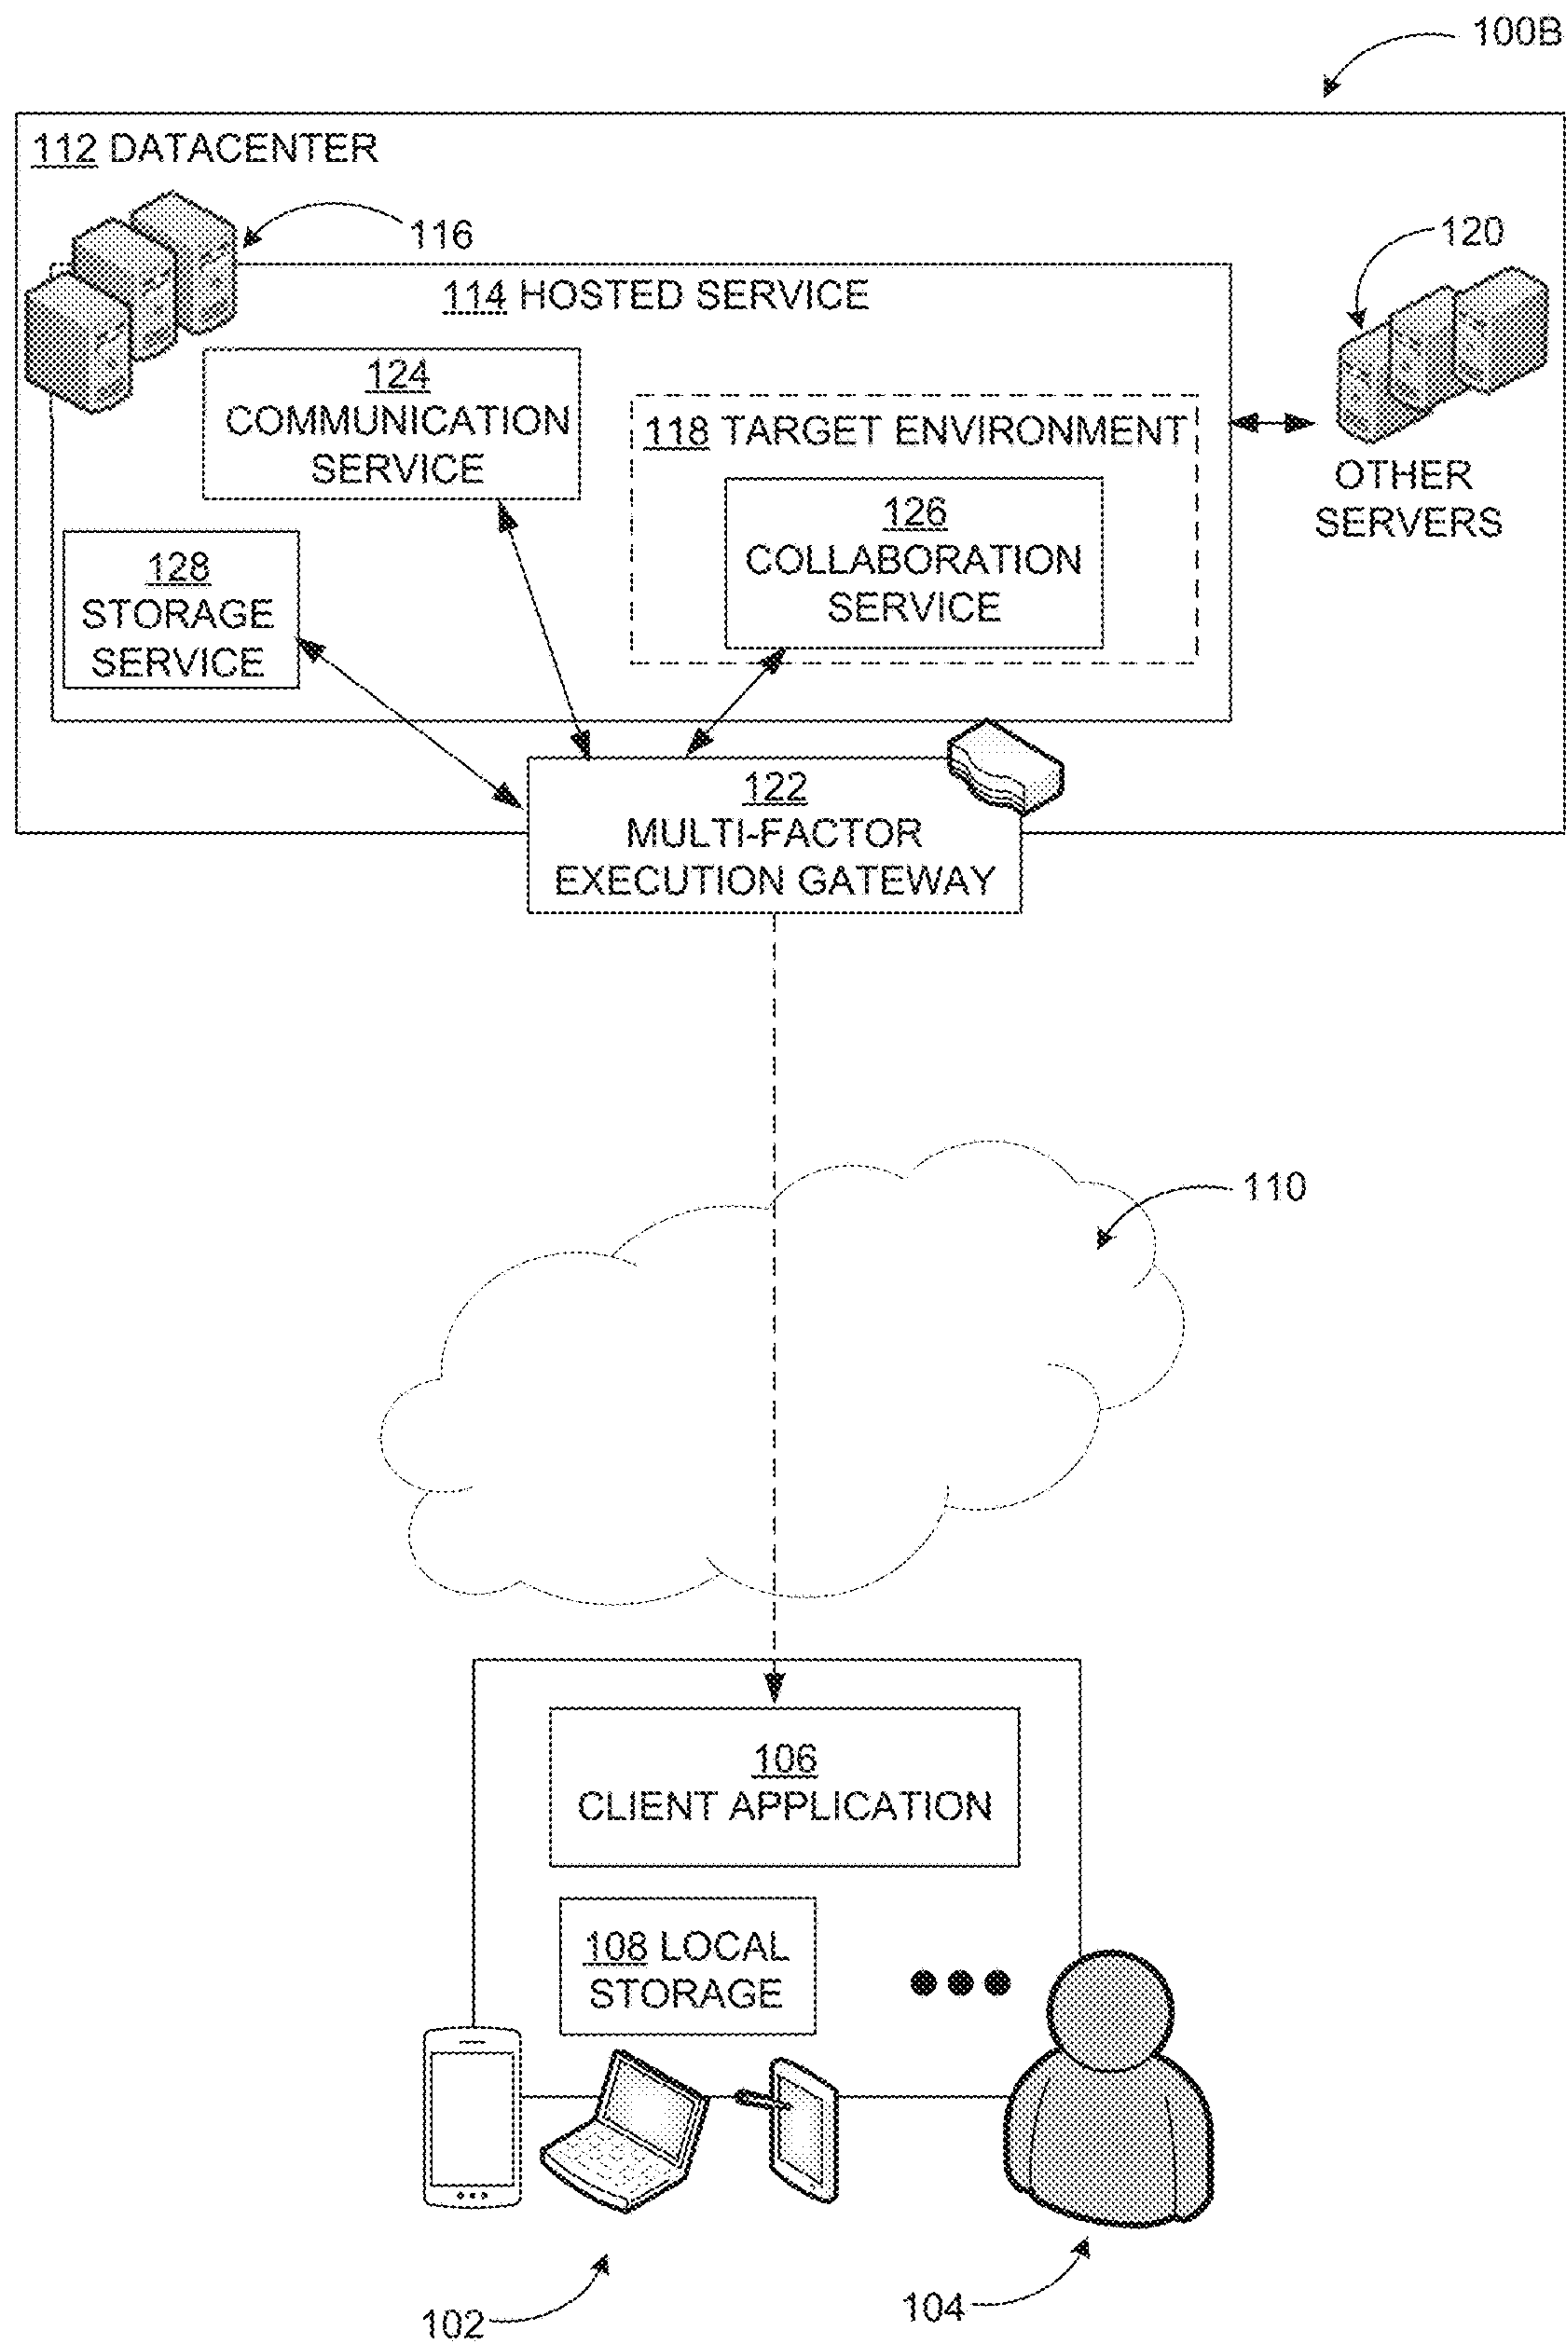 100B
112 DATACENTER
116
120
114 HOSTED SERVICE
124
COMMUNICATION
SERVICE
118 TARGET ENVIRONMENT
126
COLLABORATION
SERVICE
OTHER
SERVERS
128
STORAGE
SERVICE
122
MULTI-FACTOR
EXECUTION GATEWAY
110
106
CLIENT APPLICATION
108 LOCAL
STORAGE
102
104